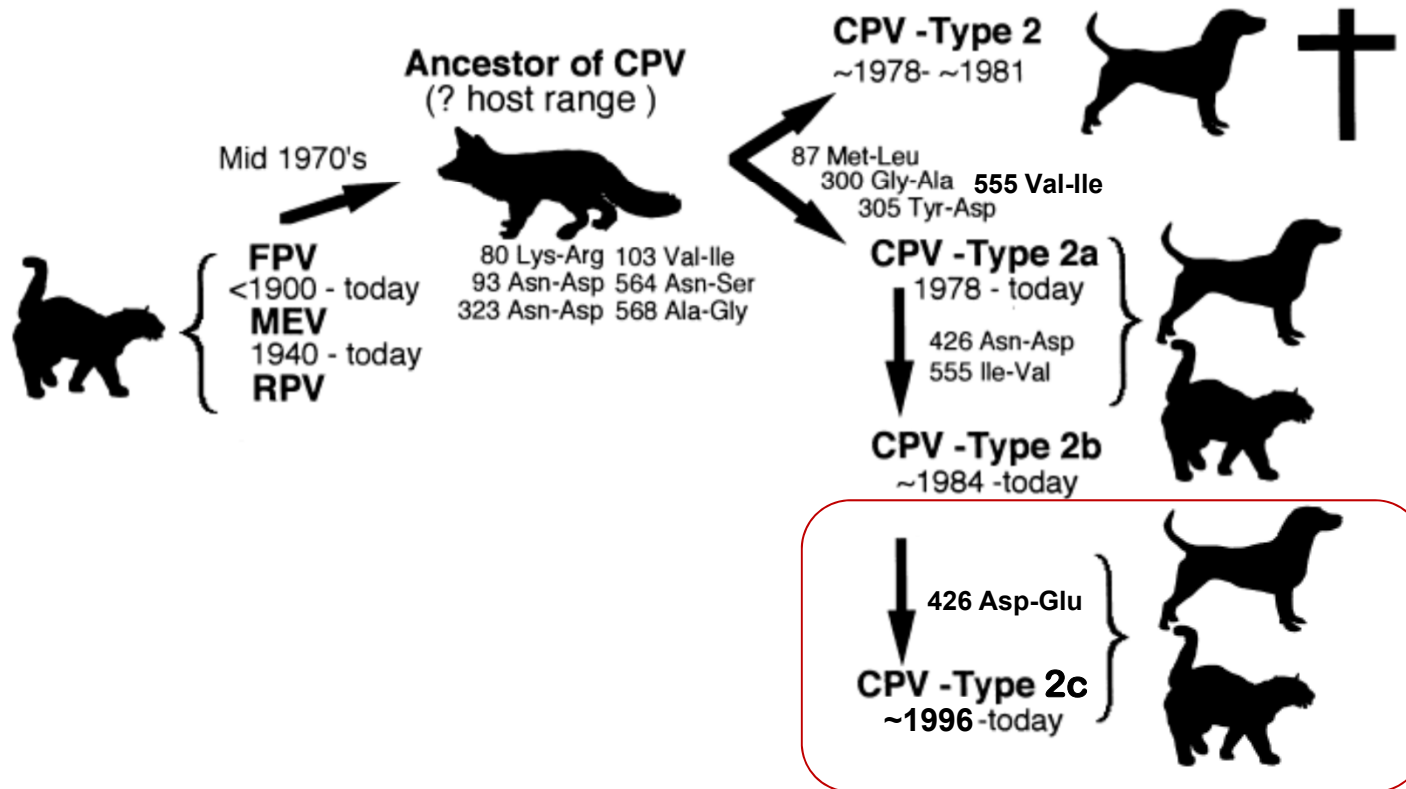 CPV -Type 2
~1978- ~1981
Ancestor of CPV
(? host range )
Mid 1970's
87 Met-Leu
300 Gly-Ala 555 Val-Ile
305 Tyr-Asp
80 Lys-Arg 103 Val-Ile
93 Asn-Asp 564 Asn-Ser
323 Asn-Asp 568 Ala-Gly
FPV
<1900 - today
MEV
1940 - today
RPV
CPV -Type 2a
1978 - today
426 Asn-Asp
555 Ile-Val
CPV -Type 2b
~1984 -today
426 Asp-Glu
CPV -Type 2c
~1996 -today